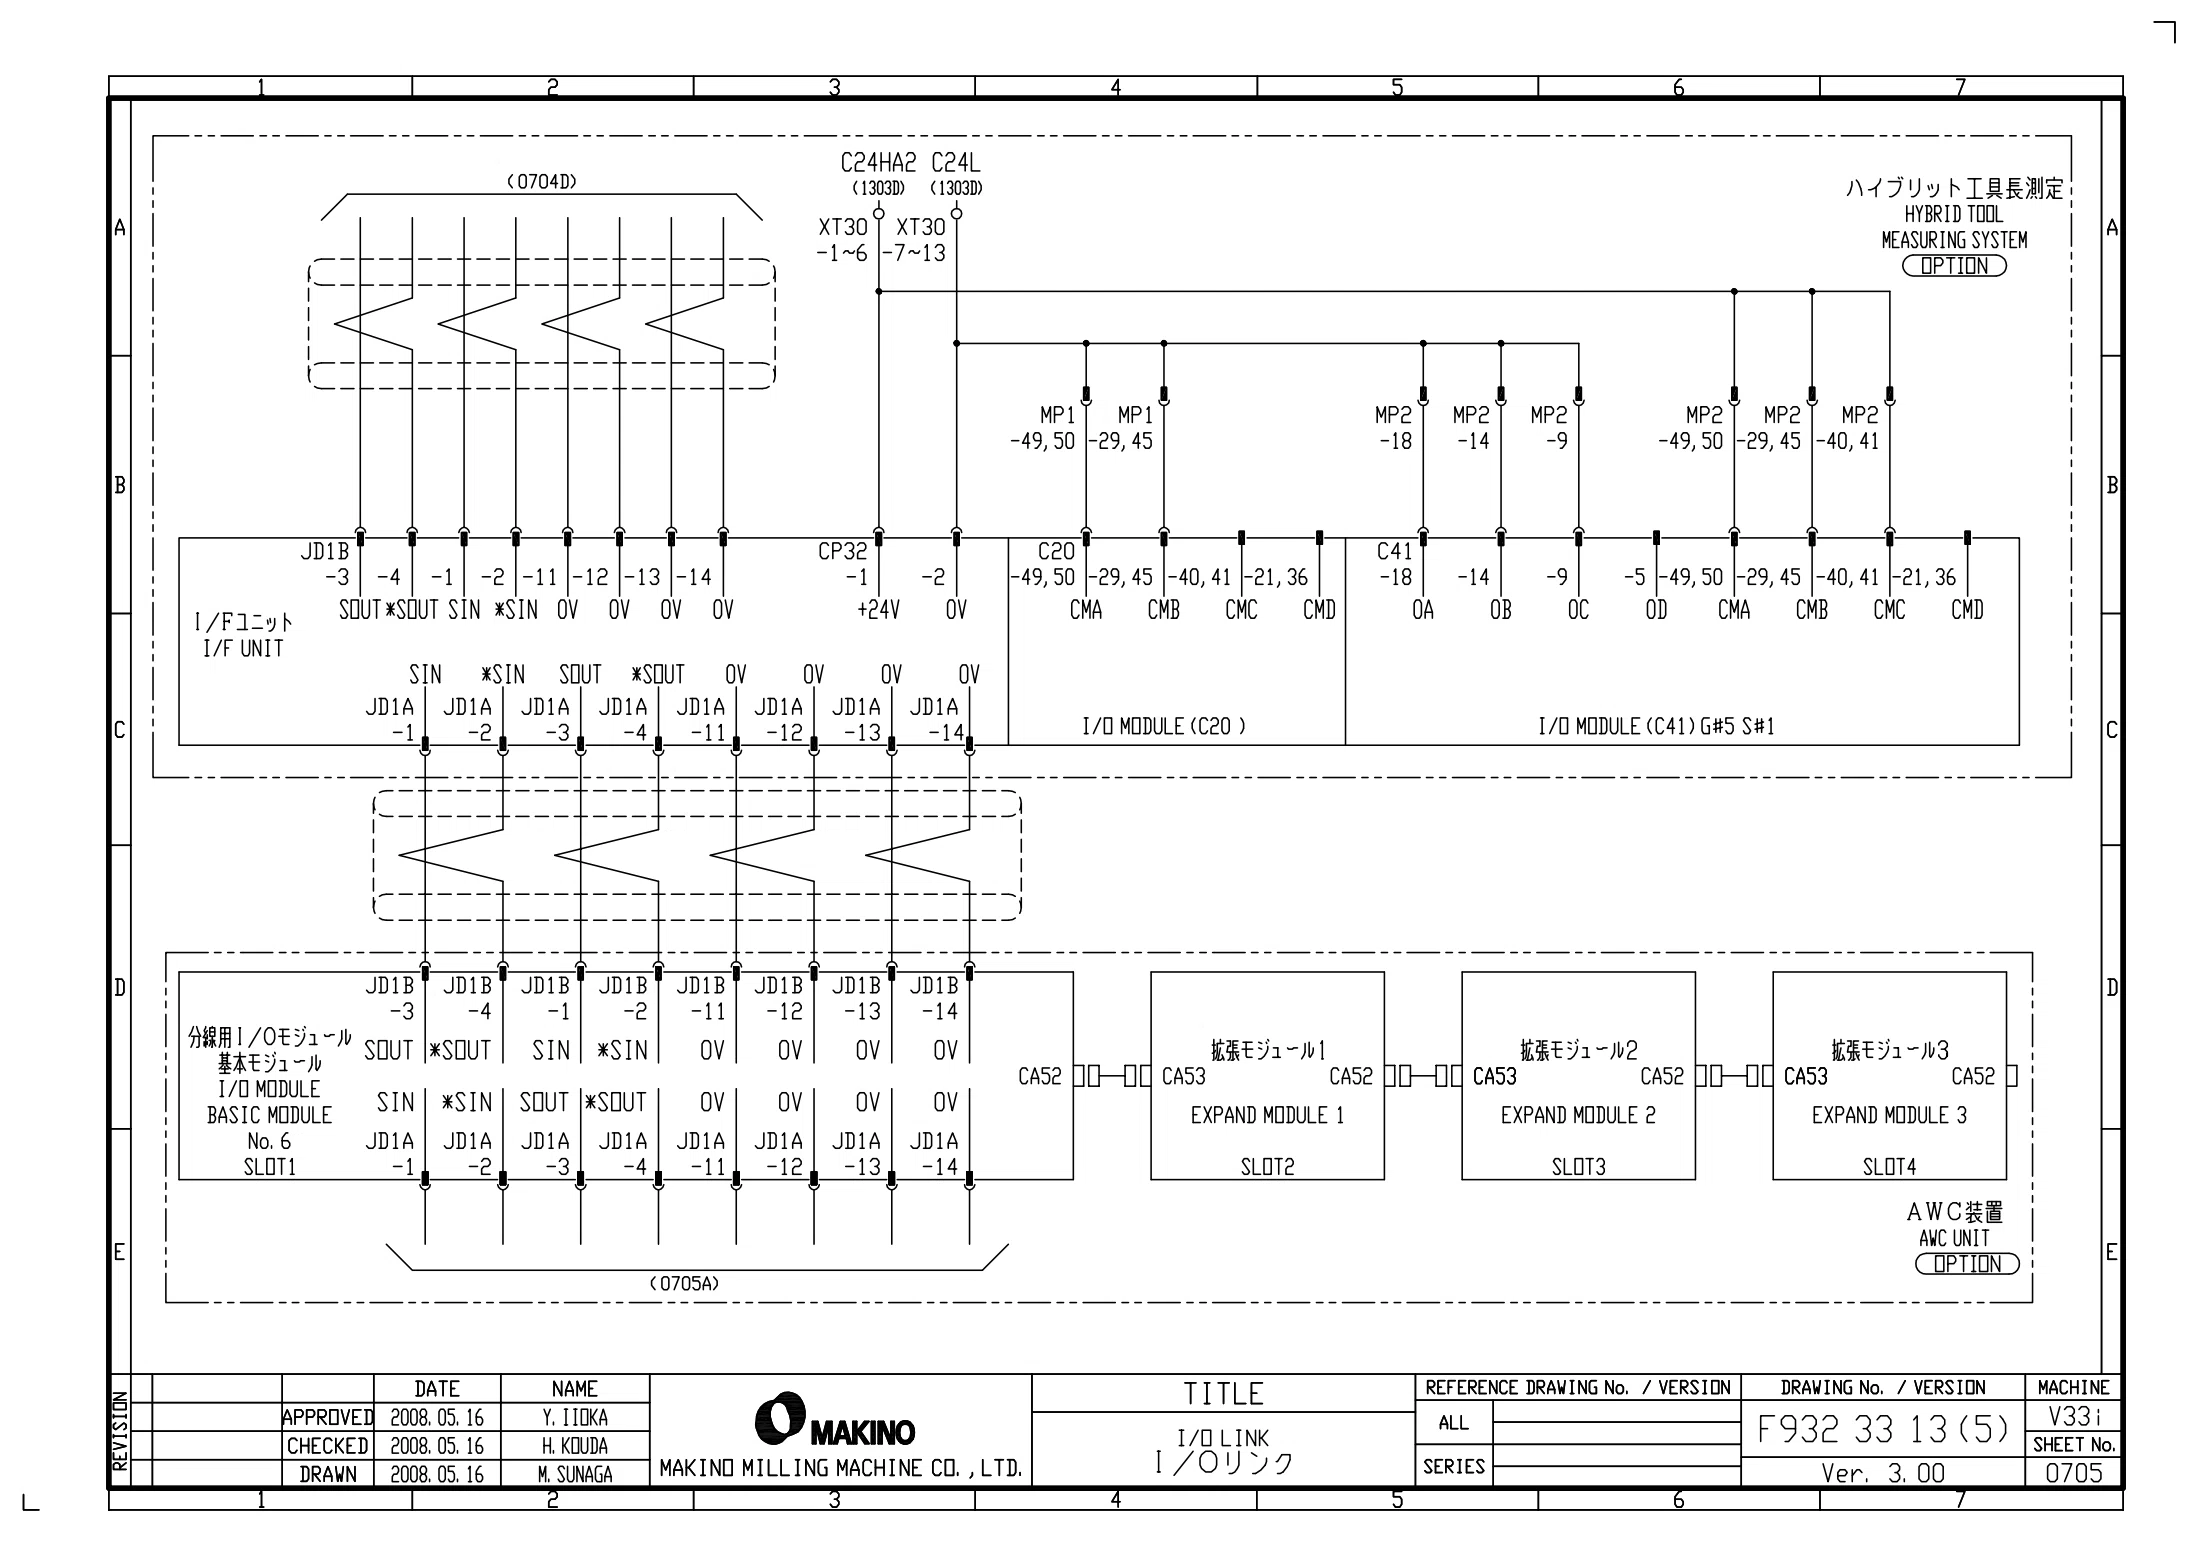 1 2 3 4 5 6 7
A A
B B
C C
D D
E E
(0704D)
C24HA2 C24L
(1303D) (1303D)
XT30 XT30
-1~6 -7~13
ハイブリット工具長測定
HYBRID TOOL
MEASURING SYSTEM
OPTION
MP1 MP1 MP2 MP2 MP2 MP2 MP2 MP2
-49,50 -29,45 -18 -14 -9 -49,50 -29,45 -40,41
JD1B CP32 C20 C41
-3 -4 -1 -2 -11 -12 -13 -14 -1 -2 -49,50 -29,45 -40,41 -21,36 -18 -14 -9 -5 -49,50 -29,45 -40,41 -21,36
SOUT *SOUT SIN *SIN 0V 0V 0V 0V +24V 0V CMA CMB CMC CMD 0A 0B 0C 0D CMA CMB CMC CMD
I/Fユニット
I/F UNIT
SIN *SIN SOUT *SOUT 0V 0V 0V 0V
JD1A JD1A JD1A JD1A JD1A JD1A JD1A JD1A
-1 -2 -3 -4 -11 -12 -13 -14
I/O MODULE (C20 )
I/O MODULE (C41) G#5 S#1
JD1B JD1B JD1B JD1B JD1B JD1B JD1B JD1B
-3 -4 -1 -2 -11 -12 -13 -14
SOUT *SOUT SIN *SIN 0V 0V 0V 0V
分線用I/Oモジュール
基本モジュール
I/O MODULE
BASIC MODULE
No. 6
SLOT1
SIN *SIN SOUT *SOUT 0V 0V 0V 0V
JD1A JD1A JD1A JD1A JD1A JD1A JD1A JD1A
-1 -2 -3 -4 -11 -12 -13 -14
(0705A)
CA52
拡張モジュール1
CA53 CA52
EXPAND MODULE 1
SLOT2
拡張モジュール2
CA53 CA52
EXPAND MODULE 2
SLOT3
拡張モジュール3
CA53 CA52
EXPAND MODULE 3
SLOT4
AWC装置
AWC UNIT
OPTION
REVISION
DATE NAME
APPROVED 2008. 05. 16 Y. IIOKA
CHECKED 2008. 05. 16 H. KOUDA
DRAWN 2008. 05. 16 M. SUNAGA
MAKINO
MAKINO MILLING MACHINE CO. , LTD.
TITLE
I/O LINK
I/Oリンク
REFERENCE DRAWING No. / VERSION
ALL
SERIES
DRAWING No. / VERSION
F932 33 13(5)
Ver. 3. 00
MACHINE
V33i
SHEET No.
0705
1 2 3 4 5 6 7